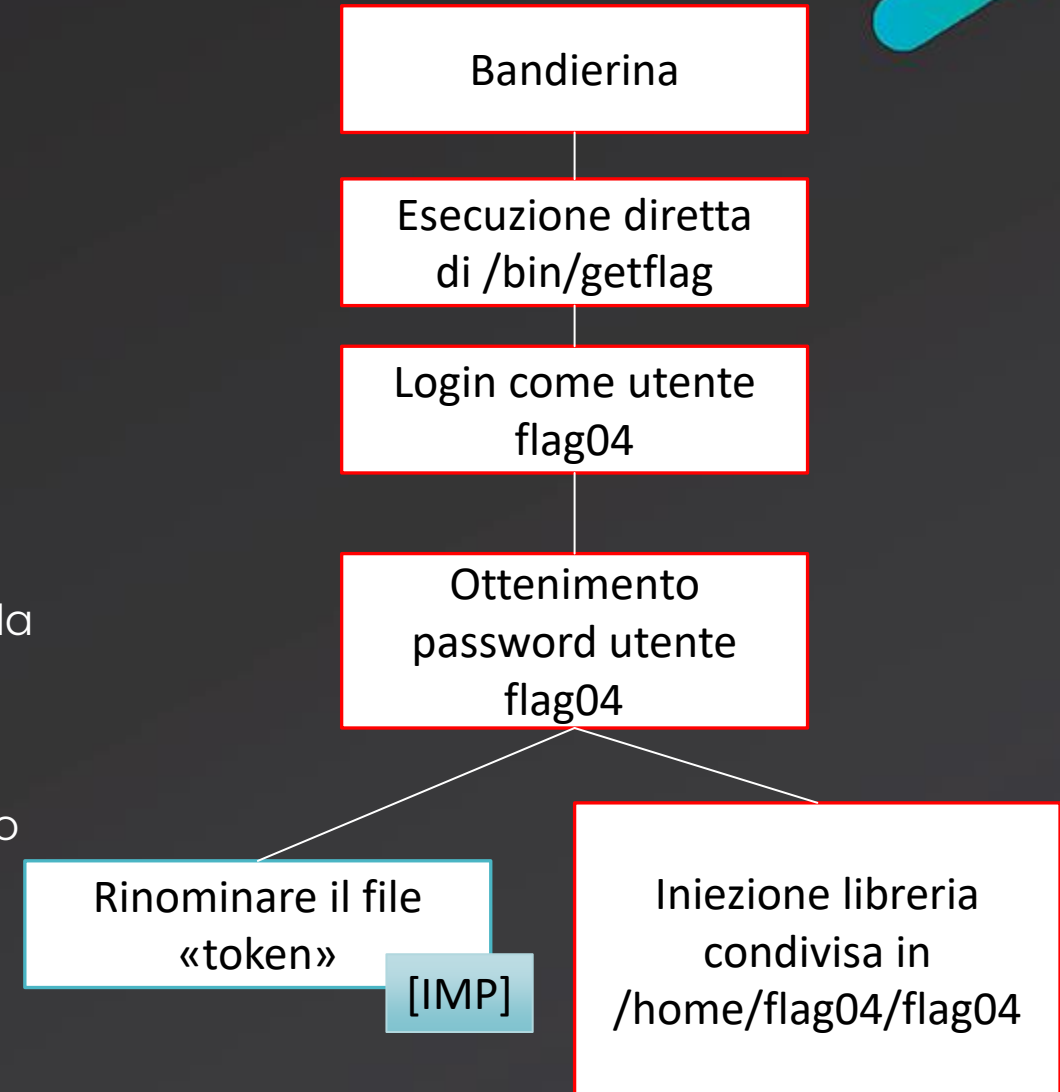 Bandierina
Esecuzione diretta
di /bin/getflag
Login come utente
flag04
Ottenimento
password utente
flag04
Rinominare il file
«token»
[IMP]
Iniezione libreria
condivisa in
/home/flag04/flag04